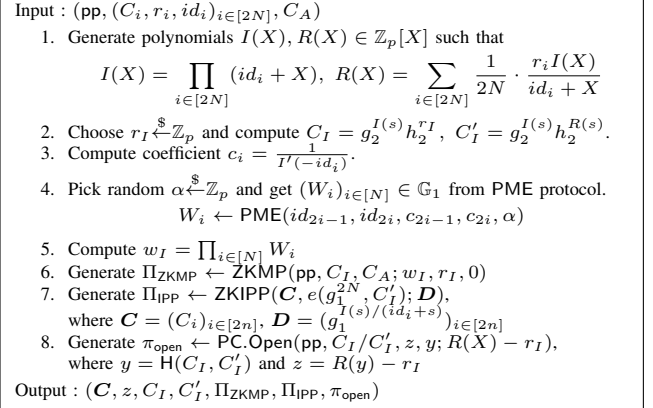 Input : (pp, (C_i, r_i, id_i)_{i∈[2N]}, C_A)
1. Generate polynomials I(X), R(X) ∈ ℤ_p[X] such that
I(X) = ∏_{i∈[2N]} (id_i + X), R(X) = ∑_{i∈[2N]} 1/2N · r_i I(X)/(id_i + X)
2. Choose r_I ←$ ℤ_p and compute C_I = g_2^{I(s)} h_2^{r_I}, C'_I = g_2^{I(s)} h_2^{R(s)}.
3. Compute coefficient c_i = 1/I'(−id_i).
4. Pick random α ←$ ℤ_p and get (W_i)_{i∈[N]} ∈ 𝔾_1 from PME protocol.
W_i ← PME(id_{2i−1}, id_{2i}, c_{2i−1}, c_{2i}, α)
5. Compute w_I = ∏_{i∈[N]} W_i
6. Generate Π_ZKMP ← ZKMP(pp, C_I, C_A; w_I, r_I, 0)
7. Generate Π_IPP ← ZKIPP(C, e(g_1^{2N}, C'_I); D),
where C = (C_i)_{i∈[2n]}, D = (g_1^{I(s)/(id_i+s)})_{i∈[2n]}
8. Generate π_open ← PC.Open(pp, C_I/C'_I, z, y; R(X) − r_I),
where y = H(C_I, C'_I) and z = R(y) − r_I
Output : (C, z, C_I, C'_I, Π_ZKMP, Π_IPP, π_open)